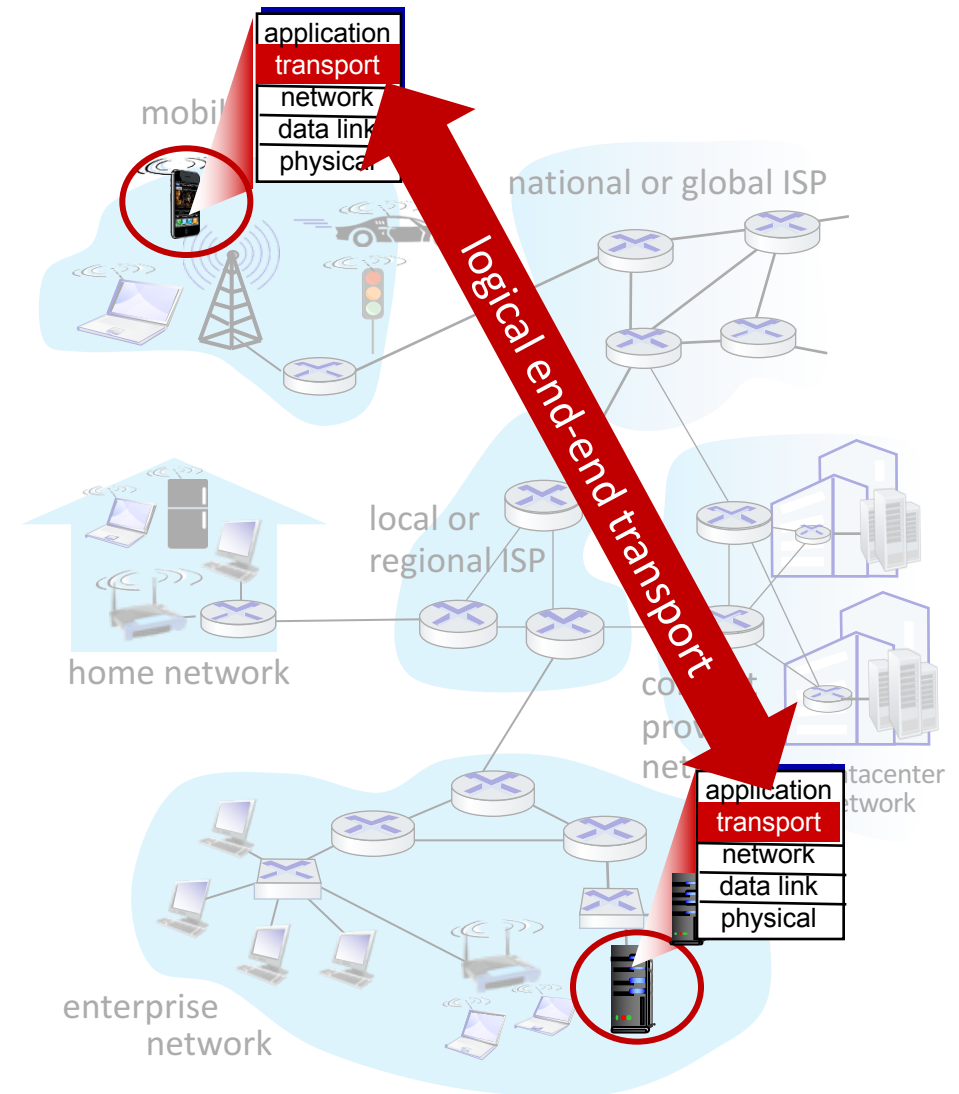 application
transport
network
data link
physical
mobil
national or global ISP
logical end-end transport
local or
regional ISP
home network
application
transport
network
data link
physical
enterprise
network